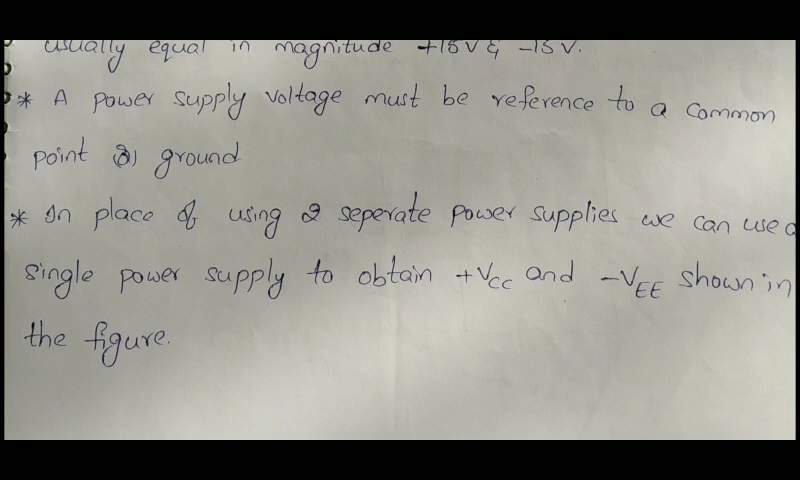 usually equal in magnitude +15V & -15V.
* A power supply voltage must be reference to a common
point (or) ground
* In place of using 2 seperate power supplies we can use a
single power supply to obtain +VCC and -VEE shown in
the figure.